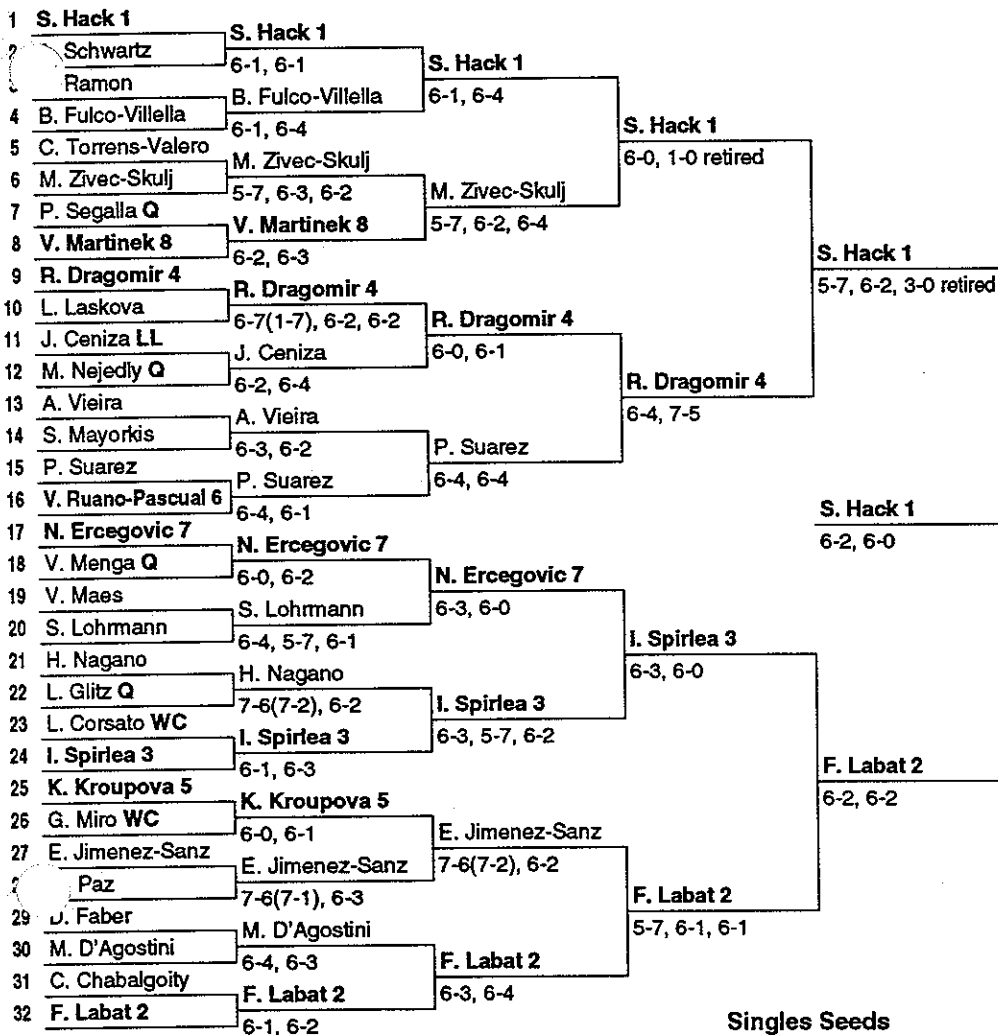 1 S. Hack 1
2 Schwartz
Ramon
4 B. Fulco-Villella
5 C. Torrens-Valero
6 M. Zivec-Skulj
7 P. Segalla Q
8 V. Martinek 8
9 R. Dragomir 4
10 L. Laskova
11 J. Ceniza LL
12 M. Nejedly Q
13 A. Vieira
14 S. Mayorkis
15 P. Suarez
16 V. Ruano-Pascual 6
17 N. Ercegovic 7
18 V. Menga Q
19 V. Maes
20 S. Lohrmann
21 H. Nagano
22 L. Glitz Q
23 L. Corsato WC
24 I. Spirlea 3
25 K. Kroupova 5
26 G. Miro WC
27 E. Jimenez-Sanz
Paz
29 D. Faber
30 M. D'Agostini
31 C. Chabalgoity
32 F. Labat 2
S. Hack 1
6-1, 6-1
B. Fulco-Villella
6-1, 6-4
M. Zivec-Skulj
5-7, 6-3, 6-2
V. Martinek 8
6-2, 6-3
R. Dragomir 4
6-7(1-7), 6-2, 6-2
J. Ceniza
6-2, 6-4
A. Vieira
6-3, 6-2
P. Suarez
6-4, 6-1
N. Ercegovic 7
6-0, 6-2
S. Lohrmann
6-4, 5-7, 6-1
H. Nagano
7-6(7-2), 6-2
I. Spirlea 3
6-1, 6-3
K. Kroupova 5
6-0, 6-1
E. Jimenez-Sanz
7-6(7-1), 6-3
M. D'Agostini
6-4, 6-3
F. Labat 2
6-1, 6-2
S. Hack 1
6-1, 6-4
M. Zivec-Skulj
5-7, 6-2, 6-4
R. Dragomir 4
6-0, 6-1
P. Suarez
6-4, 6-4
N. Ercegovic 7
6-3, 6-0
I. Spirlea 3
6-3, 5-7, 6-2
E. Jimenez-Sanz
7-6(7-2), 6-2
F. Labat 2
6-3, 6-4
S. Hack 1
6-0, 1-0 retired
R. Dragomir 4
6-4, 7-5
I. Spirlea 3
6-3, 6-0
F. Labat 2
5-7, 6-1, 6-1
S. Hack 1
5-7, 6-2, 3-0 retired
F. Labat 2
6-2, 6-2
S. Hack 1
6-2, 6-0
Singles Seeds